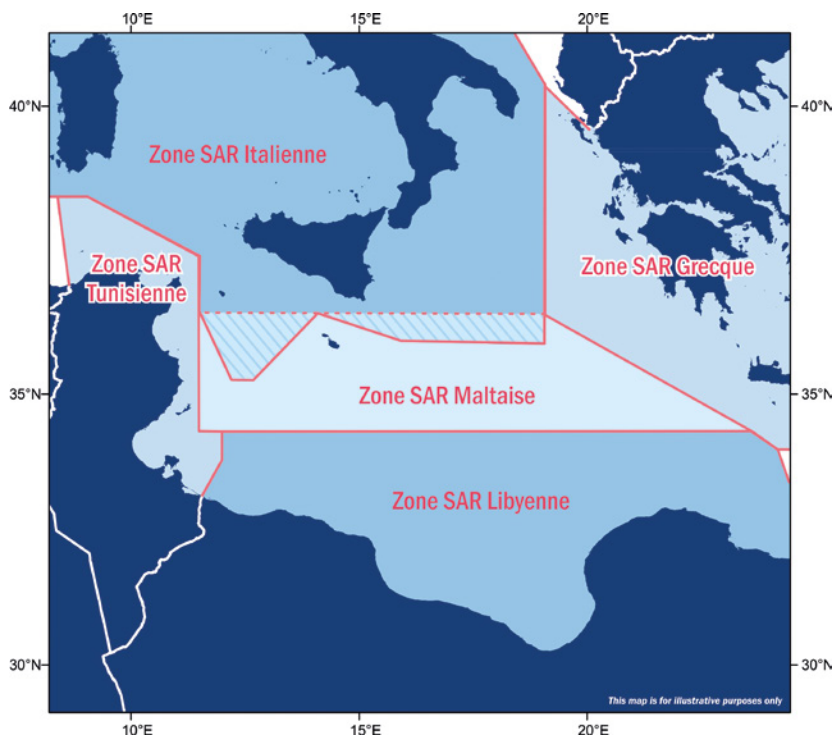 10°E 15°E 20°E
40°N 40°N
Zone SAR Italienne
Zone SAR
Tunisienne
Zone SAR Grecque
35°N 35°N
Zone SAR Maltaise
Zone SAR Libyenne
30°N 30°N
This map is for illustrative purposes only
10°E 15°E 20°E